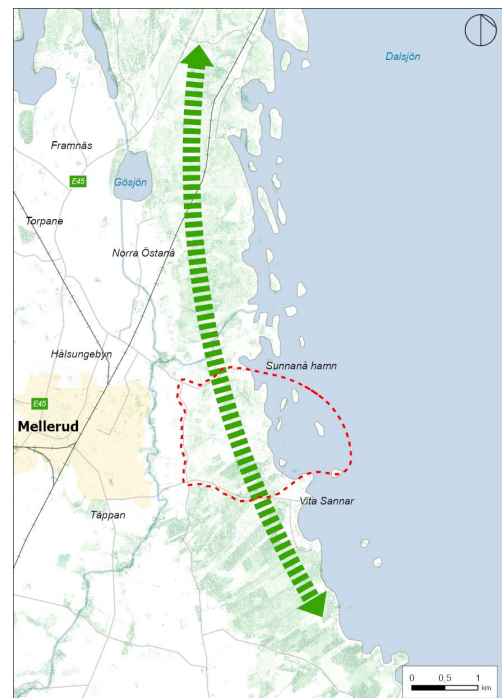 Dalsjön
Framnäs
Gösjön
E45
Torpane
Norra Östanå
Hälsungebyn
Sunnanå hamn
E45
Mellerud
Vita Sannar
Täppan
0 0,5 1
km